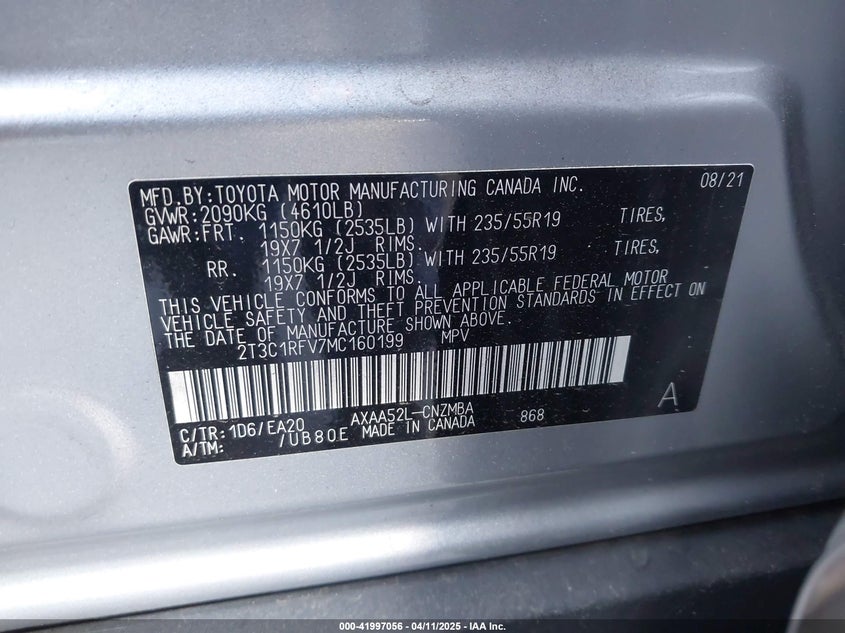 MFD.BY:TOYOTA MOTOR MANUFACTURING CANADA INC. 08/21
GVWR:2090KG (4610LB)
GAWR:FRT. 1150KG (2535LB) WITH 235/55R19 TIRES,
19X7 1/2J RIMS.
RR. 1150KG (2535LB) WITH 235/55R19 TIRES,
19X7 1/2J RIMS.
THIS VEHICLE CONFORMS TO ALL APPLICABLE FEDERAL MOTOR
VEHICLE SAFETY AND THEFT PREVENTION STANDARDS IN EFFECT ON
THE DATE OF MANUFACTURE SHOWN ABOVE.
2T3C1RFV7MC160199 MPV
C/TR:1D6/EA20 AXAA52L-CNZMBA 868 A
A/TM: /UB80E MADE IN CANADA
000-41997056 - 04/11/2025 - IAA Inc.